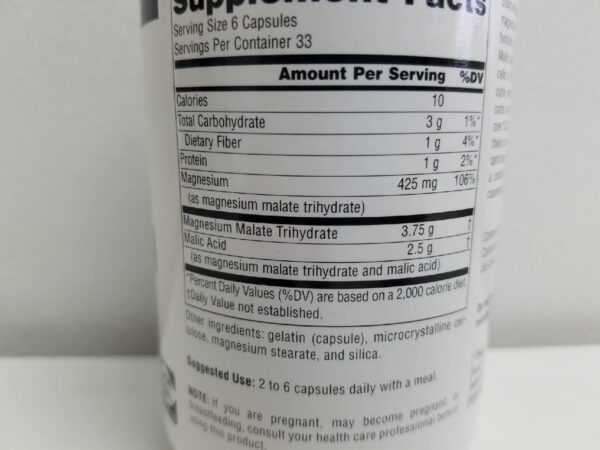 Supplement Facts
Serving Size 6 Capsules
Servings Per Container 33
Amount Per Serving %DV
Calories 10
Total Carbohydrate 3 g 1%*
Dietary Fiber 1 g 4%*
Protein 1 g 2%*
Magnesium 425 mg 106%
(as magnesium malate trihydrate)
Magnesium Malate Trihydrate 3.75 g †
Malic Acid 2.5 g †
(as magnesium malate trihydrate and malic acid)
*Percent Daily Values (%DV) are based on a 2,000 calorie diet.
†Daily Value not established.
Other ingredients: gelatin (capsule), microcrystalline cel-
lulose, magnesium stearate, and silica.
Suggested Use: 2 to 6 capsules daily with a meal.
NOTE: If you are pregnant, may become pregnant, or
breastfeeding, consult your health care professional before
using this product.